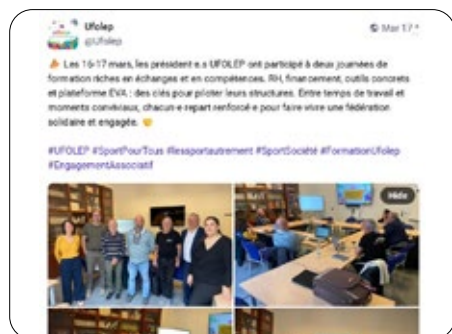 Ufolep
@Ufolep
Mar 17
Les 16-17 mars, les président·e.s UFOLEP ont participé à deux journées de
formation riches en échanges et en compétences. RH, financement, outils concrets
et plateforme EVA : des clés pour piloter leurs structures. Entre temps de travail et
moments conviviaux, chacun·e repart renforcé·e pour faire vivre une fédération
solidaire et engagée.
#UFOLEP #SportPourTous #lessportautrement #SportSociété #FormationUfolep
#EngagementAssociatif
Hide